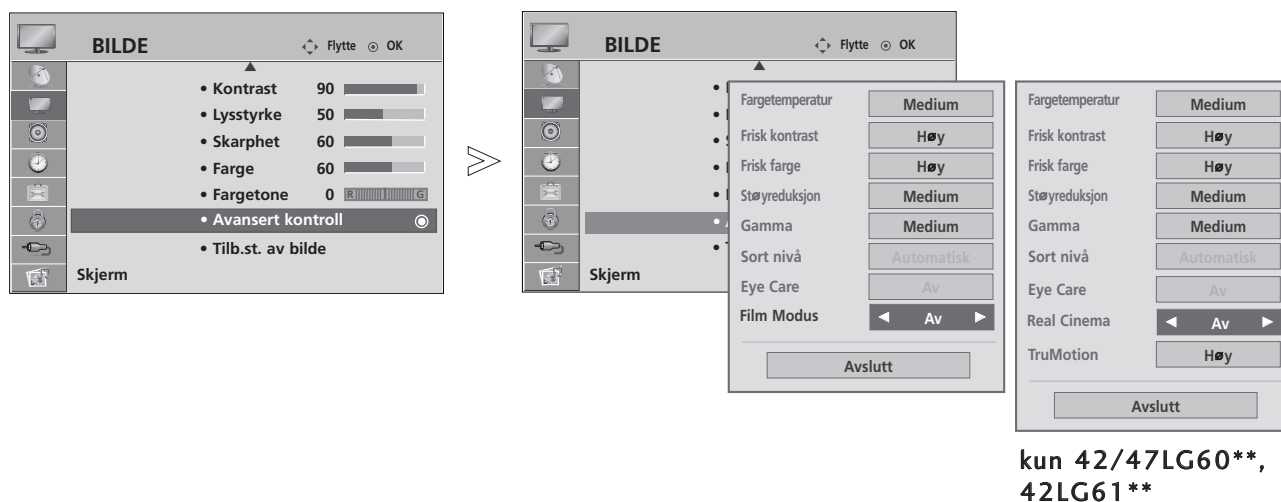 BILDE
Flytte OK
• Kontrast 90
• Lysstyrke 50
• Skarphet 60
• Farge 60
• Fargetone 0 R G
• Avansert kontroll
• Tilb.st. av bilde
Skjerm
BILDE
Flytte OK
Skjerm
Fargetemperatur Medium
Frisk kontrast Høy
Frisk farge Høy
Støyreduksjon Medium
Gamma Medium
Sort nivå Automatisk
Eye Care Av
Film Modus ◀ Av ▶
Avslutt
Fargetemperatur Medium
Frisk kontrast Høy
Frisk farge Høy
Støyreduksjon Medium
Gamma Medium
Sort nivå Automatisk
Eye Care Av
Real Cinema ◀ Av ▶
TruMotion Høy
Avslutt
kun 42/47LG60**,
42LG61**